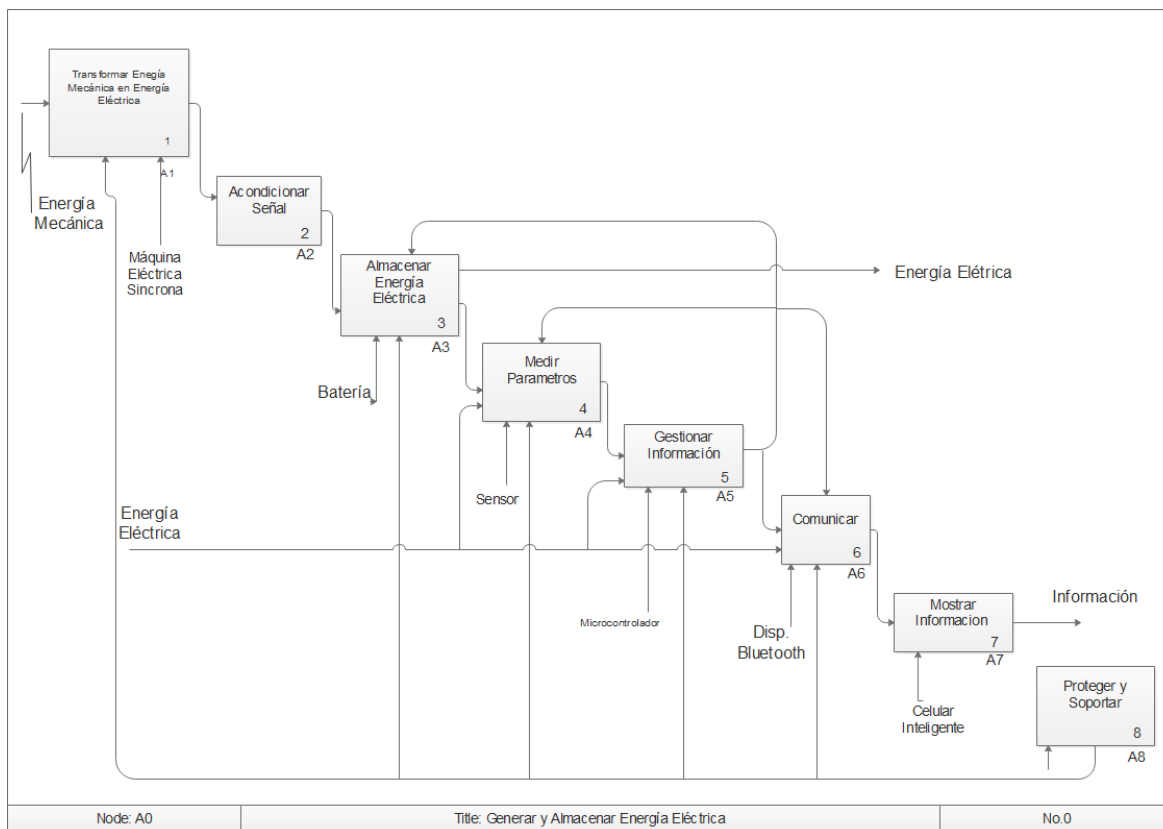 Transformar Enegía
Mecánica en Energía
Eléctrica
1
A1
Energía
Mecánica
Máquina
Eléctrica
Sincrona
Acondicionar
Señal
2
A2
Almacenar
Energía
Eléctrica
3
A3
Energía Elétrica
Batería
Medir
Parametros
4
A4
Sensor
Gestionar
Información
5
A5
Energía
Eléctrica
Microcontrolador
Comunicar
6
A6
Disp.
Bluetooth
Mostrar
Informacion
7
A7
Información
Celular
Inteligente
Proteger y
Soportar
8
A8
Node: A0
Title: Generar y Almacenar Energía Eléctrica
No.0